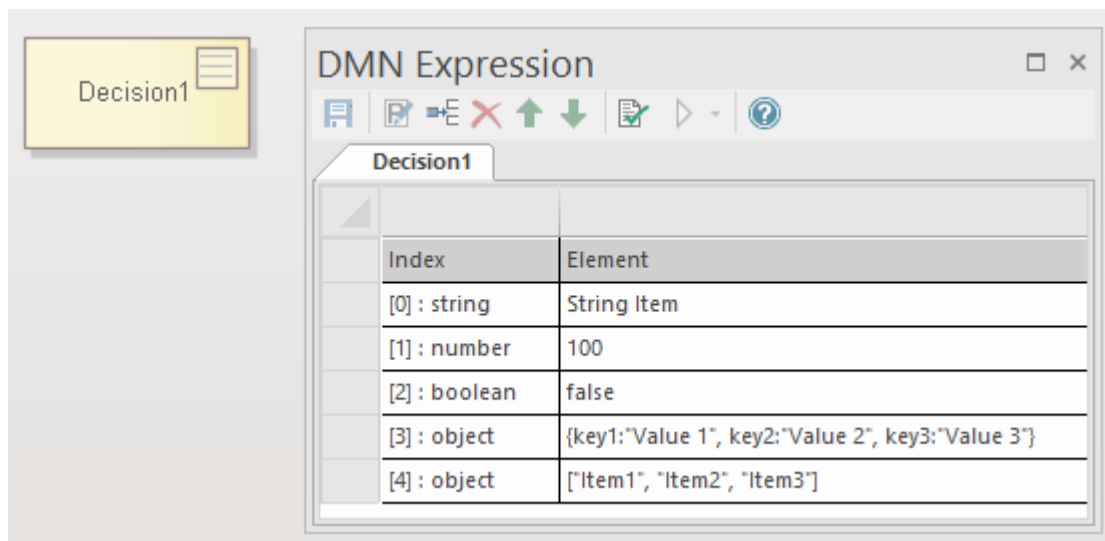 Decision1
DMN Expression
Decision1
Index Element
[0] : string String Item
[1] : number 100
[2] : boolean false
[3] : object {key1:"Value 1", key2:"Value 2", key3:"Value 3"}
[4] : object ["Item1", "Item2", "Item3"]